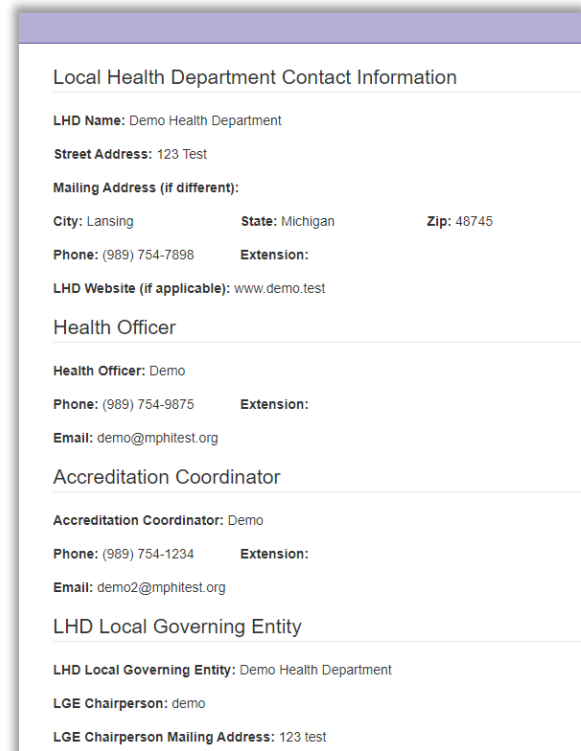 Local Health Department Contact Information
LHD Name: Demo Health Department
Street Address: 123 Test
Mailing Address (if different):
City: Lansing State: Michigan Zip: 48745
Phone: (989) 754-7898 Extension:
LHD Website (if applicable): www.demo.test
Health Officer
Health Officer: Demo
Phone: (989) 754-9875 Extension:
Email: demo@mphitest.org
Accreditation Coordinator
Accreditation Coordinator: Demo
Phone: (989) 754-1234 Extension:
Email: demo2@mphitest.org
LHD Local Governing Entity
LHD Local Governing Entity: Demo Health Department
LGE Chairperson: demo
LGE Chairperson Mailing Address: 123 test